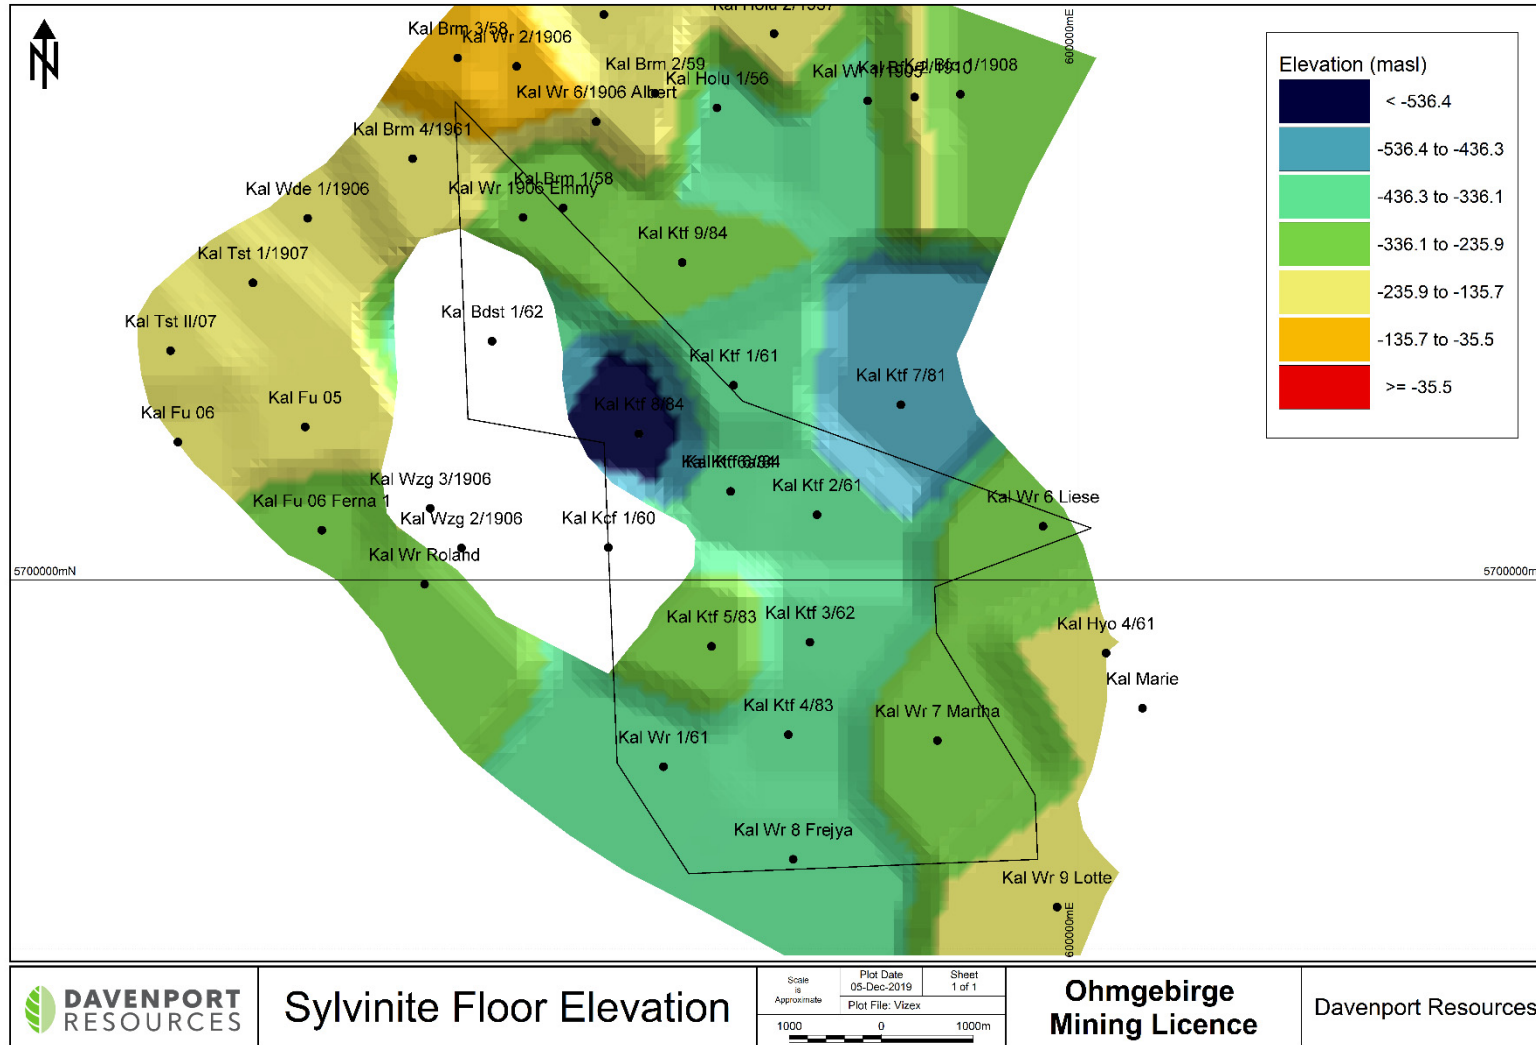 N
Kal Brm 3/58
Kal Wr 2/1906
Kal Holu 2/1937
600000mE
Kal Brm 2/59
Kal Holu 1/56
Kal Wr 1/1905
Kal Wr 6/1906 Albert
Kal Brm 4/1961
Kal Wde 1/1906
Kal Wr 1906 Emmy
Kal Brm 1/58
Kal Ktf 9/84
Kal Tst 1/1907
Kal Tst II/07
Kal Bdst 1/62
Kal Ktf 1/61
Kal Ktf 7/81
Kal Fu 06
Kal Fu 05
Kal Ktf 8/84
Kal Wzg 3/1906
Kal Ktf 2/61
Kal Wr 6 Liese
Kal Fu 06 Ferna 1
Kal Wzg 2/1906
Kal Kcf 1/60
Kal Wr Roland
5700000mN
5700000m
Kal Ktf 5/83
Kal Ktf 3/62
Kal Hyo 4/61
Kal Marie
Kal Ktf 4/83
Kal Wr 7 Martha
Kal Wr 1/61
Kal Wr 8 Frejya
Kal Wr 9 Lotte
600000mE
Elevation (masl)
< -536.4
-536.4 to -436.3
-436.3 to -336.1
-336.1 to -235.9
-235.9 to -135.7
-135.7 to -35.5
>= -35.5
DAVENPORT
RESOURCES
Sylvinite Floor Elevation
Scale
is
Approximate
Plot Date
05-Dec-2019
Sheet
1 of 1
Plot File: Vizex
1000 0 1000m
Ohmgebirge
Mining Licence
Davenport Resources